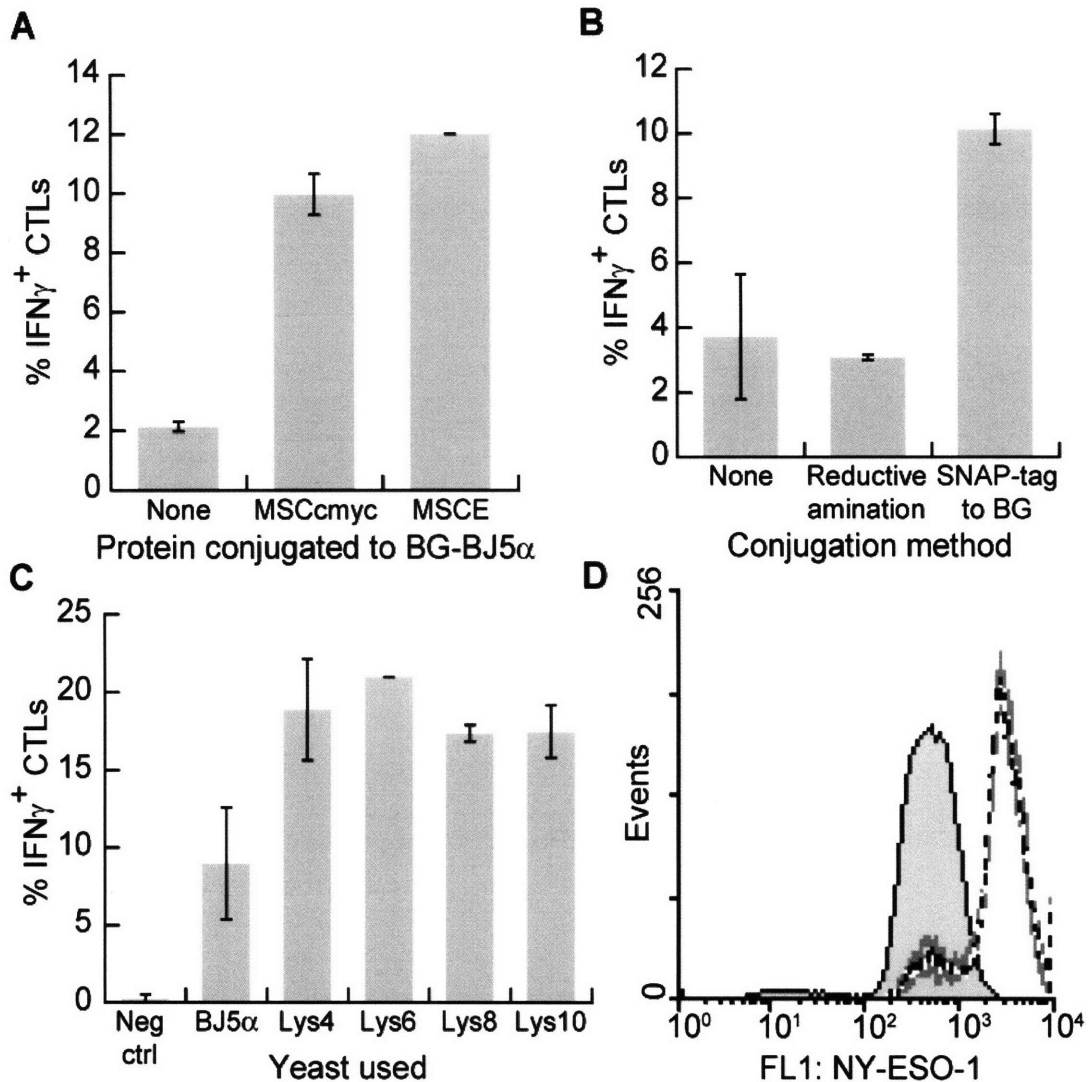 A
14
12
10
8
6
4
2
0
% IFNγ+ CTLs
None MSCcmyc MSCE
Protein conjugated to BG-BJ5α
B
12
10
8
6
4
2
0
% IFNγ+ CTLs
None Reductive SNAP-tag
amination to BG
Conjugation method
C
25
20
15
10
5
0
% IFNγ+ CTLs
Neg BJ5α Lys4 Lys6 Lys8 Lys10
ctrl
Yeast used
D
256
0
Events
10⁰ 10¹ 10² 10³ 10⁴
FL1: NY-ESO-1